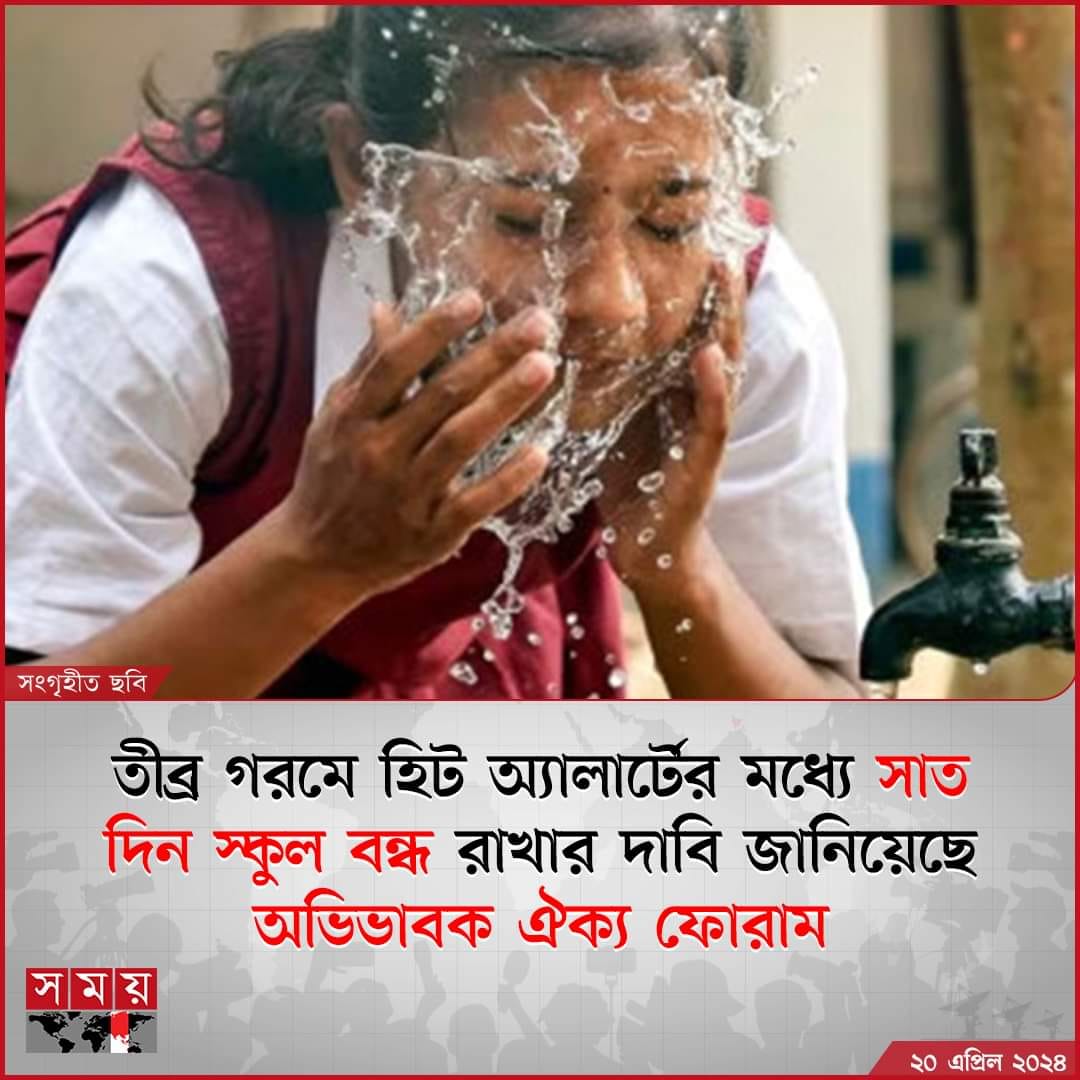 সংগৃহীত ছবি
তীব্র গরমে হিট অ্যালার্টের মধ্যে সাত
দিন স্কুল বন্ধ রাখার দাবি জানিয়েছে
অভিভাবক ঐক্য ফোরাম
সময়
২০ এপ্রিল ২০২৪